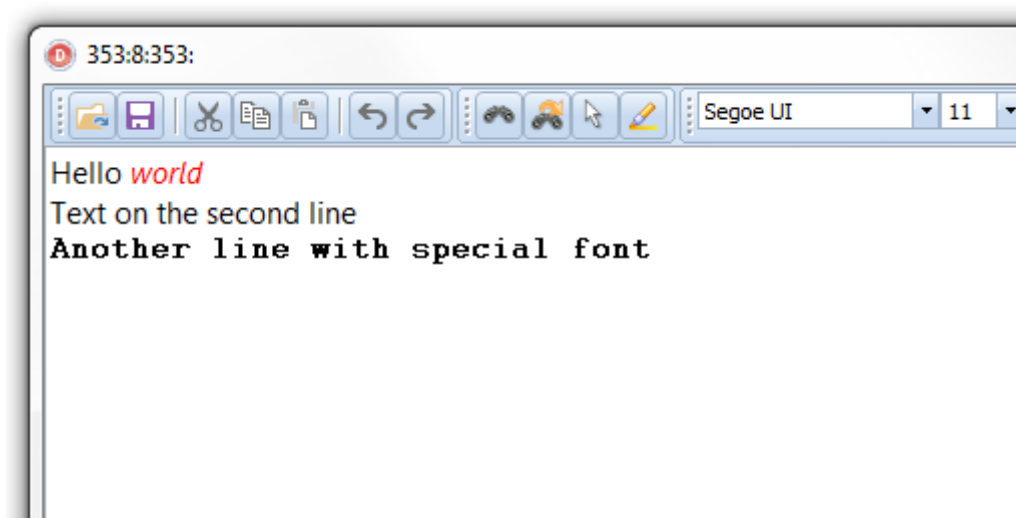 D 353:8:353:
Segoe UI 11
Hello world
Text on the second line
Another line with special font